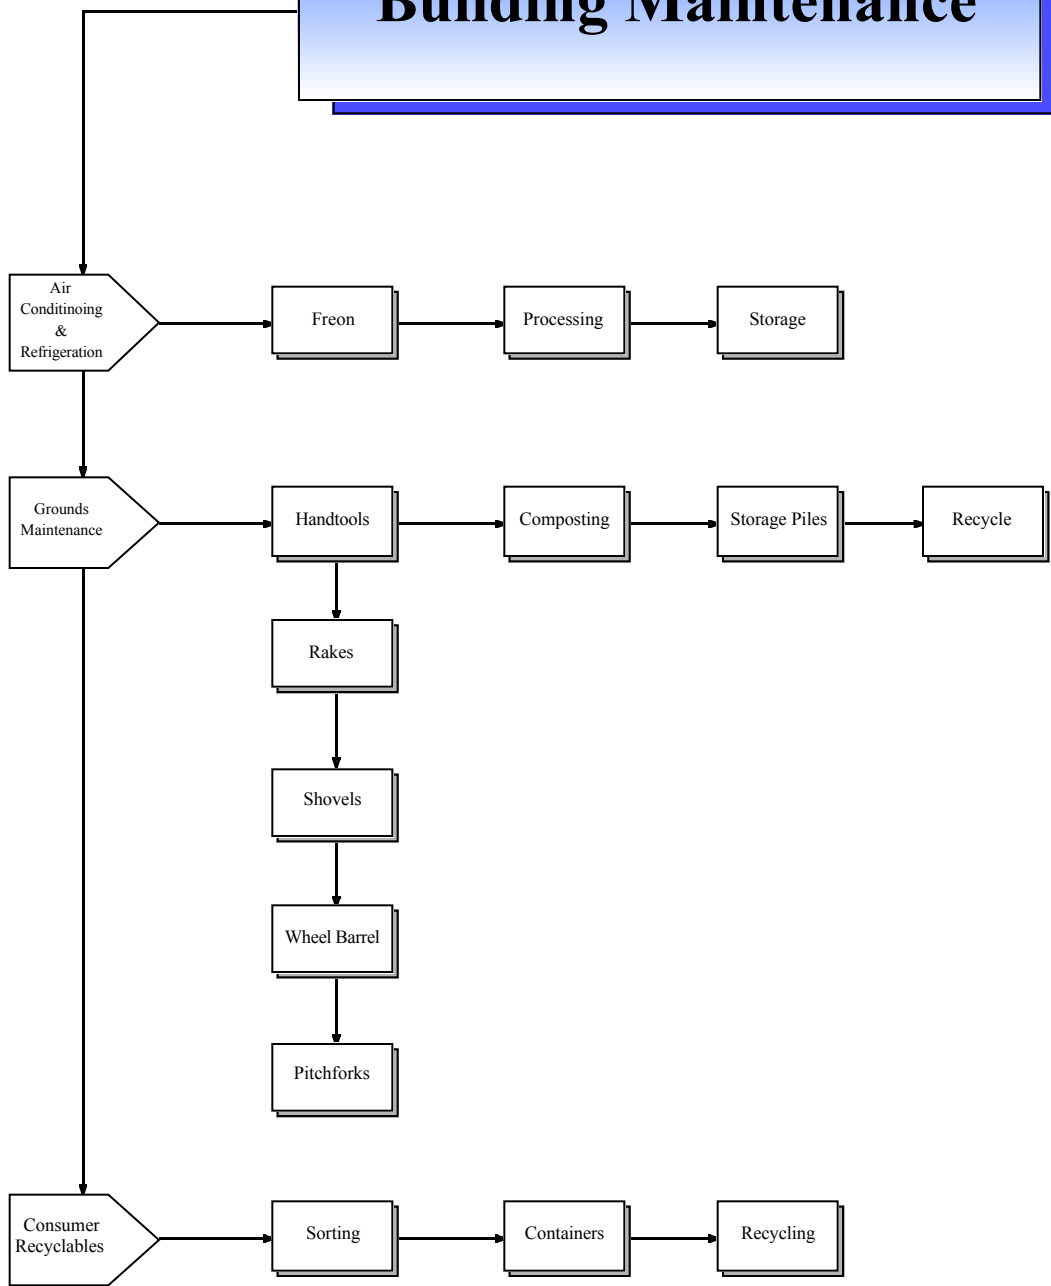 Building Maintenance
Air
Conditinoing
&
Refrigeration
Freon
Processing
Storage
Grounds
Maintenance
Handtools
Composting
Storage Piles
Recycle
Rakes
Shovels
Wheel Barrel
Pitchforks
Consumer
Recyclables
Sorting
Containers
Recycling